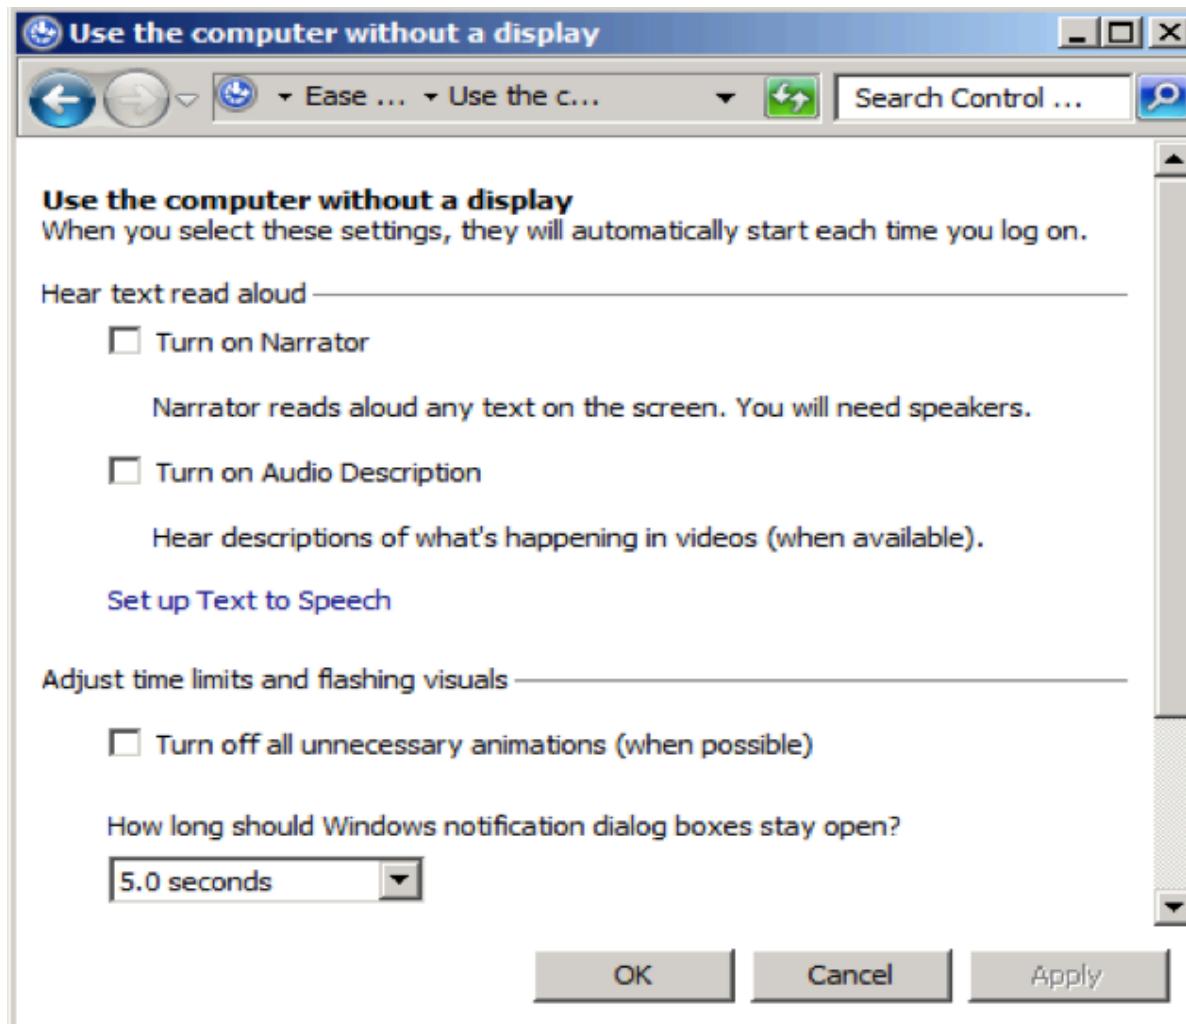 Use the computer without a display
Ease ... Use the c... Search Control ...
Use the computer without a display
When you select these settings, they will automatically start each time you log on.
Hear text read aloud
Turn on Narrator
Narrator reads aloud any text on the screen. You will need speakers.
Turn on Audio Description
Hear descriptions of what's happening in videos (when available).
Set up Text to Speech
Adjust time limits and flashing visuals
Turn off all unnecessary animations (when possible)
How long should Windows notification dialog boxes stay open?
5.0 seconds
OK Cancel Apply